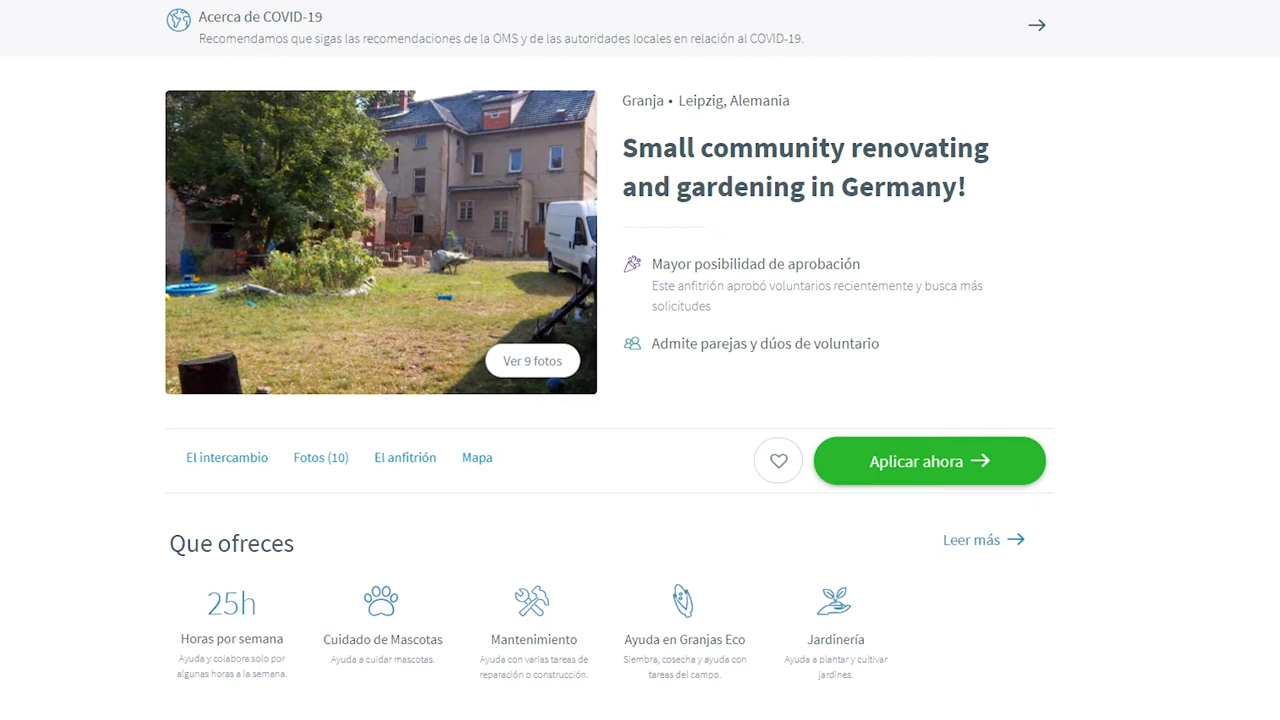 Acerca de COVID-19
Recomendamos que sigas las recomendaciones de la OMS y de las autoridades locales en relación al COVID-19.
Granja • Leipzig, Alemania
Small community renovating
and gardening in Germany!
Mayor posibilidad de aprobación
Este anfitrión aprobó voluntarios recientemente y busca más
solicitudes
Admite parejas y dúos de voluntario
Ver 9 fotos
El intercambio
Fotos (10)
El anfitrión
Mapa
Aplicar ahora
Que ofreces
Leer más
25h
Horas por semana
Ayuda y colabora solo por
algunas horas a la semana.
Cuidado de Mascotas
Ayuda a cuidar mascotas.
Mantenimiento
Ayuda con varias tareas de
reparación o construcción.
Ayuda en Granjas Eco
Siembra, cosecha y ayuda con
tareas del campo.
Jardinería
Ayuda a plantar y cultivar
jardines.